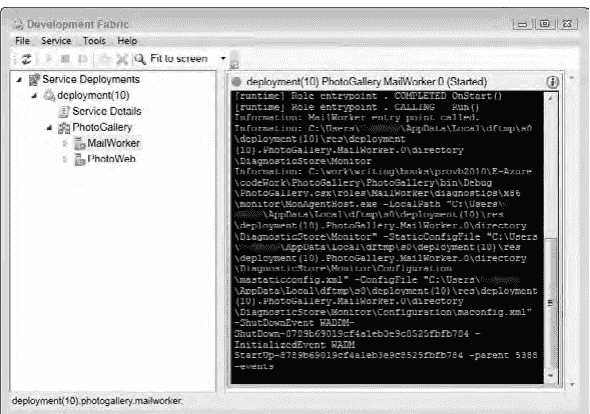 Development Fabric
File Service Tools Help
Fit to screen
Service Deployments
deployment(10)
Service Details
PhotoGallery
MailWorker
PhotoWeb
deployment(10) PhotoGallery MailWorker 0 (Started)
[runtime] Role entrypoint . COMPLETED OnStart()
[runtime] Role entrypoint . CALLING Run()
Information: MailWorker entry point called.
Information: C:\Users\ \AppData\Local\dftmp\s0
\deployment(10)\res\deployment
(10).PhotoGallery.MailWorker.0\directory
\DiagnosticStore\Monitor
Information: C:\work\writing\books\provb2010\E-Azure
\codeWork\PhotoGallery\PhotoGallery\bin\Debug
\PhotoGallery.csx\roles\MailWorker\diagnostics\x86
\monitor\MonAgentHost.exe -LocalPath "C:\Users\
\AppData\Local\dftmp\s0\deployment(10)\res
\deployment(10).PhotoGallery.MailWorker.0\directory
\DiagnosticStore\Monitor" -StaticConfigFile "C:\Users
\AppData\Local\dftmp\s0\deployment(10)\res
\deployment(10).PhotoGallery.MailWorker.0\directory
\DiagnosticStore\Monitor\Configuration
\mastaticconfig.xml" -ConfigFile "C:\Users\
\AppData\Local\dftmp\s0\deployment(10)\res\deployment
(10).PhotoGallery.MailWorker.0\directory
\DiagnosticStore\Monitor\Configuration\maconfig.xml"
-ShutDownEvent WADDM-
ShutDown-8789b69019cf4a1eb3e9c8525fbfb784 -
InitializedEvent WADM
StartUp-8789b69019cf4a1eb3e9c8525fbfb784 -parent 5388
-events
deployment(10).photogallery.mailworker.